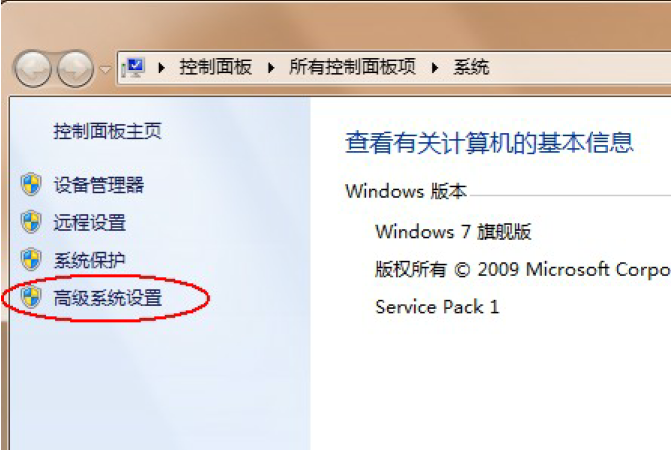 控制面板 ▸ 所有控制面板项 ▸ 系统
控制面板主页
设备管理器
远程设置
系统保护
高级系统设置
查看有关计算机的基本信息
Windows 版本
Windows 7 旗舰版
版权所有 © 2009 Microsoft Corpo
Service Pack 1